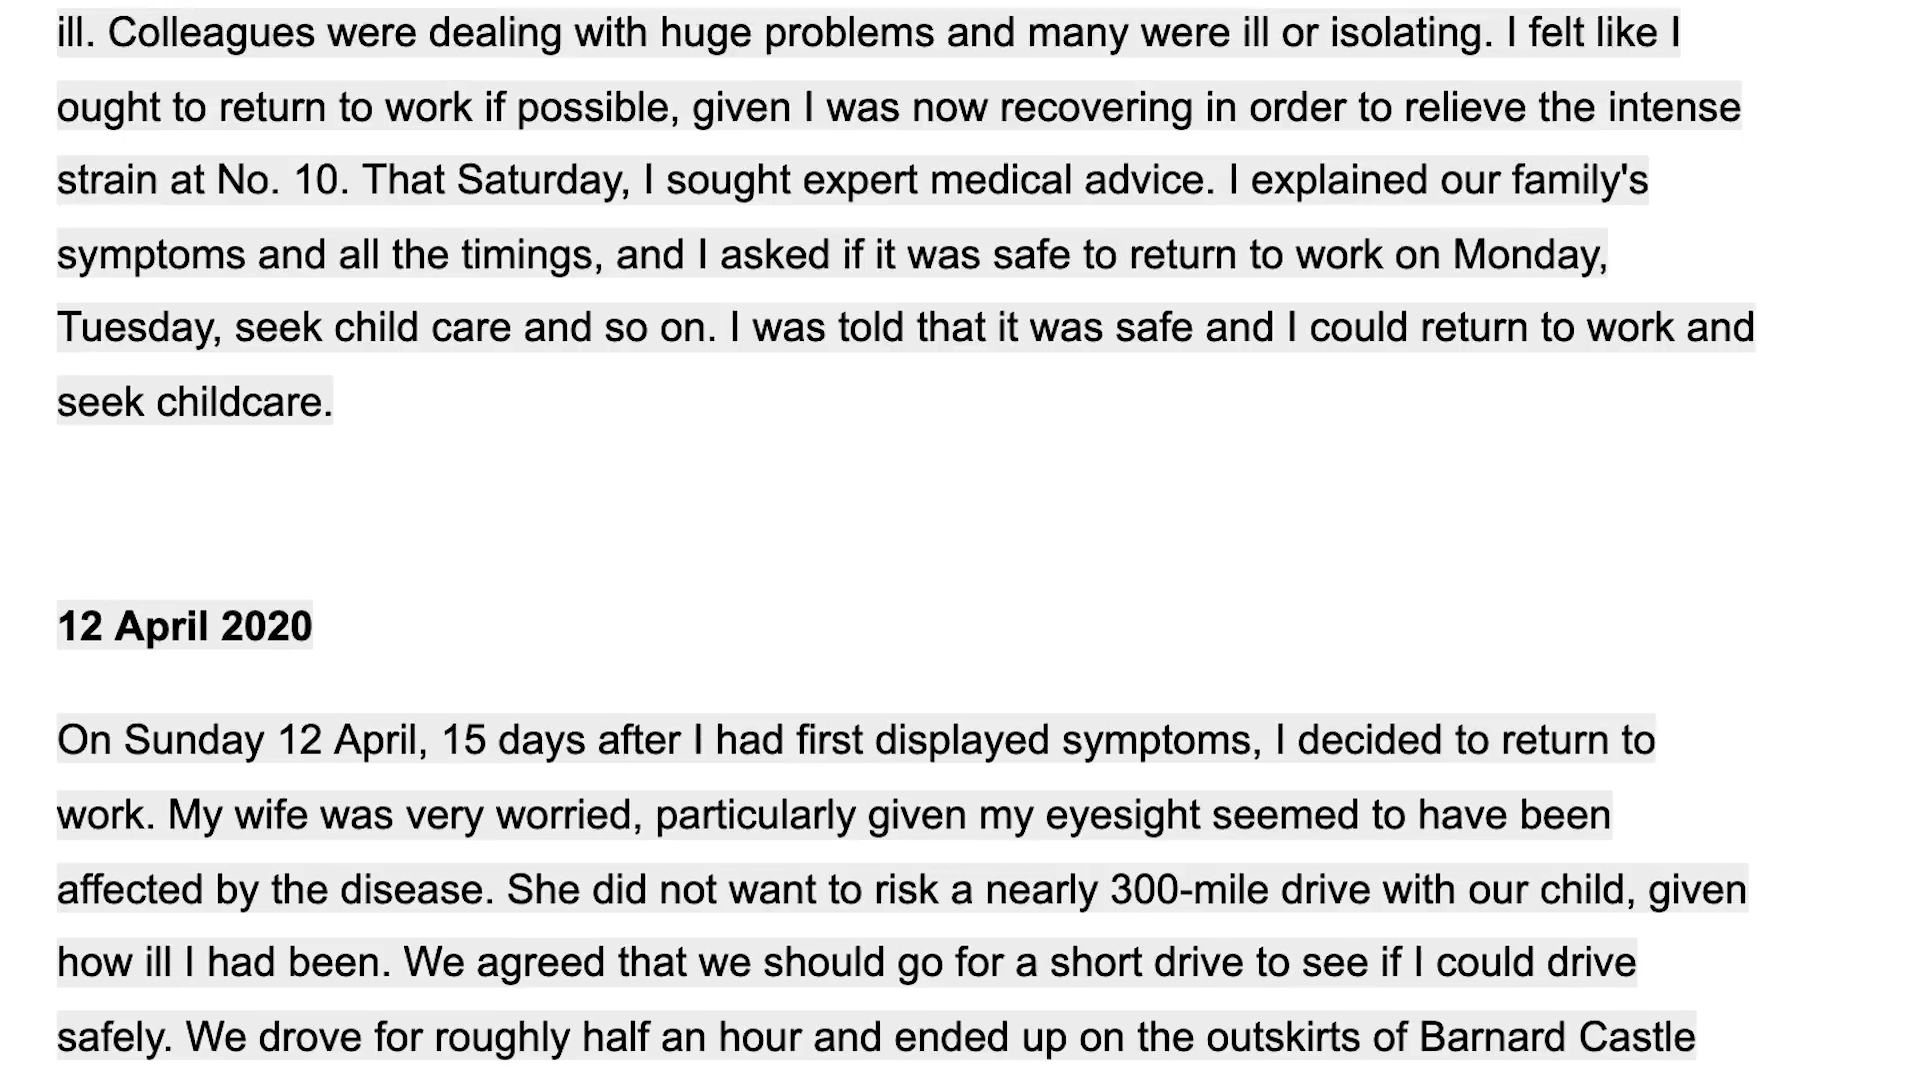 ill. Colleagues were dealing with huge problems and many were ill or isolating. I felt like I
ought to return to work if possible, given I was now recovering in order to relieve the intense
strain at No. 10. That Saturday, I sought expert medical advice. I explained our family's
symptoms and all the timings, and I asked if it was safe to return to work on Monday,
Tuesday, seek child care and so on. I was told that it was safe and I could return to work and
seek childcare.
12 April 2020
On Sunday 12 April, 15 days after I had first displayed symptoms, I decided to return to
work. My wife was very worried, particularly given my eyesight seemed to have been
affected by the disease. She did not want to risk a nearly 300-mile drive with our child, given
how ill I had been. We agreed that we should go for a short drive to see if I could drive
safely. We drove for roughly half an hour and ended up on the outskirts of Barnard Castle